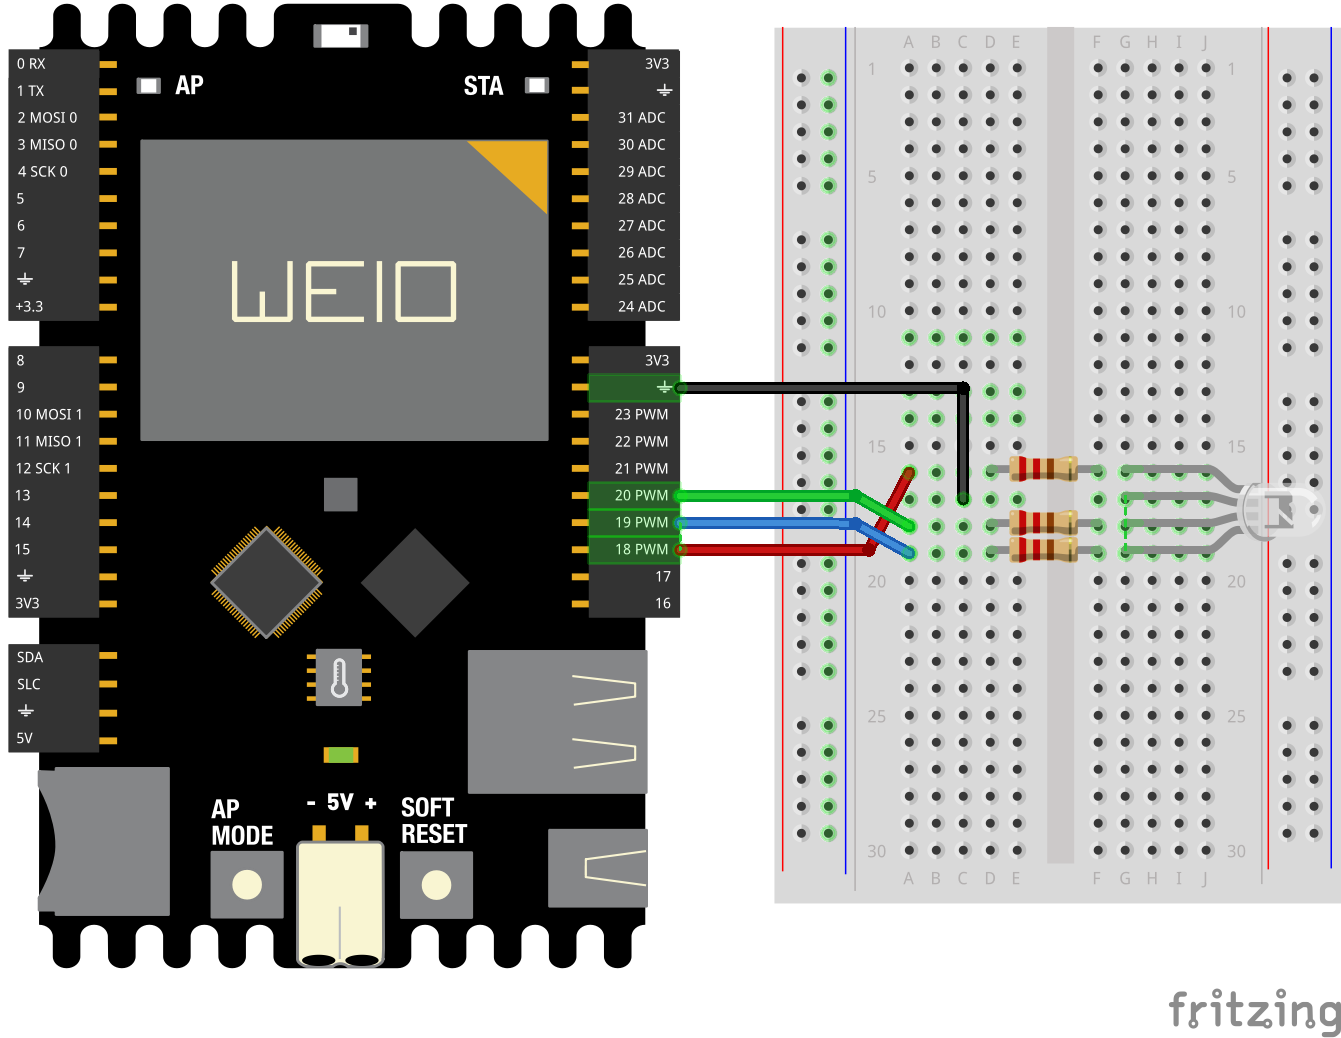 AP
STA
0 RX
1 TX
2 MOSI 0
3 MISO 0
4 SCK 0
5
6
7
+3.3
3V3
31 ADC
30 ADC
29 ADC
28 ADC
27 ADC
26 ADC
25 ADC
24 ADC
WEIO
8
9
10 MOSI 1
11 MISO 1
12 SCK 1
13
14
15
3V3
3V3
23 PWM
22 PWM
21 PWM
20 PWM
19 PWM
18 PWM
17
16
SDA
SLC
5V
AP
MODE
- 5V +
SOFT
RESET
A B C D E F G H I J
1 1
5 5
10 10
15 15
20 20
25 25
30 30
A B C D E F G H I J
fritzing